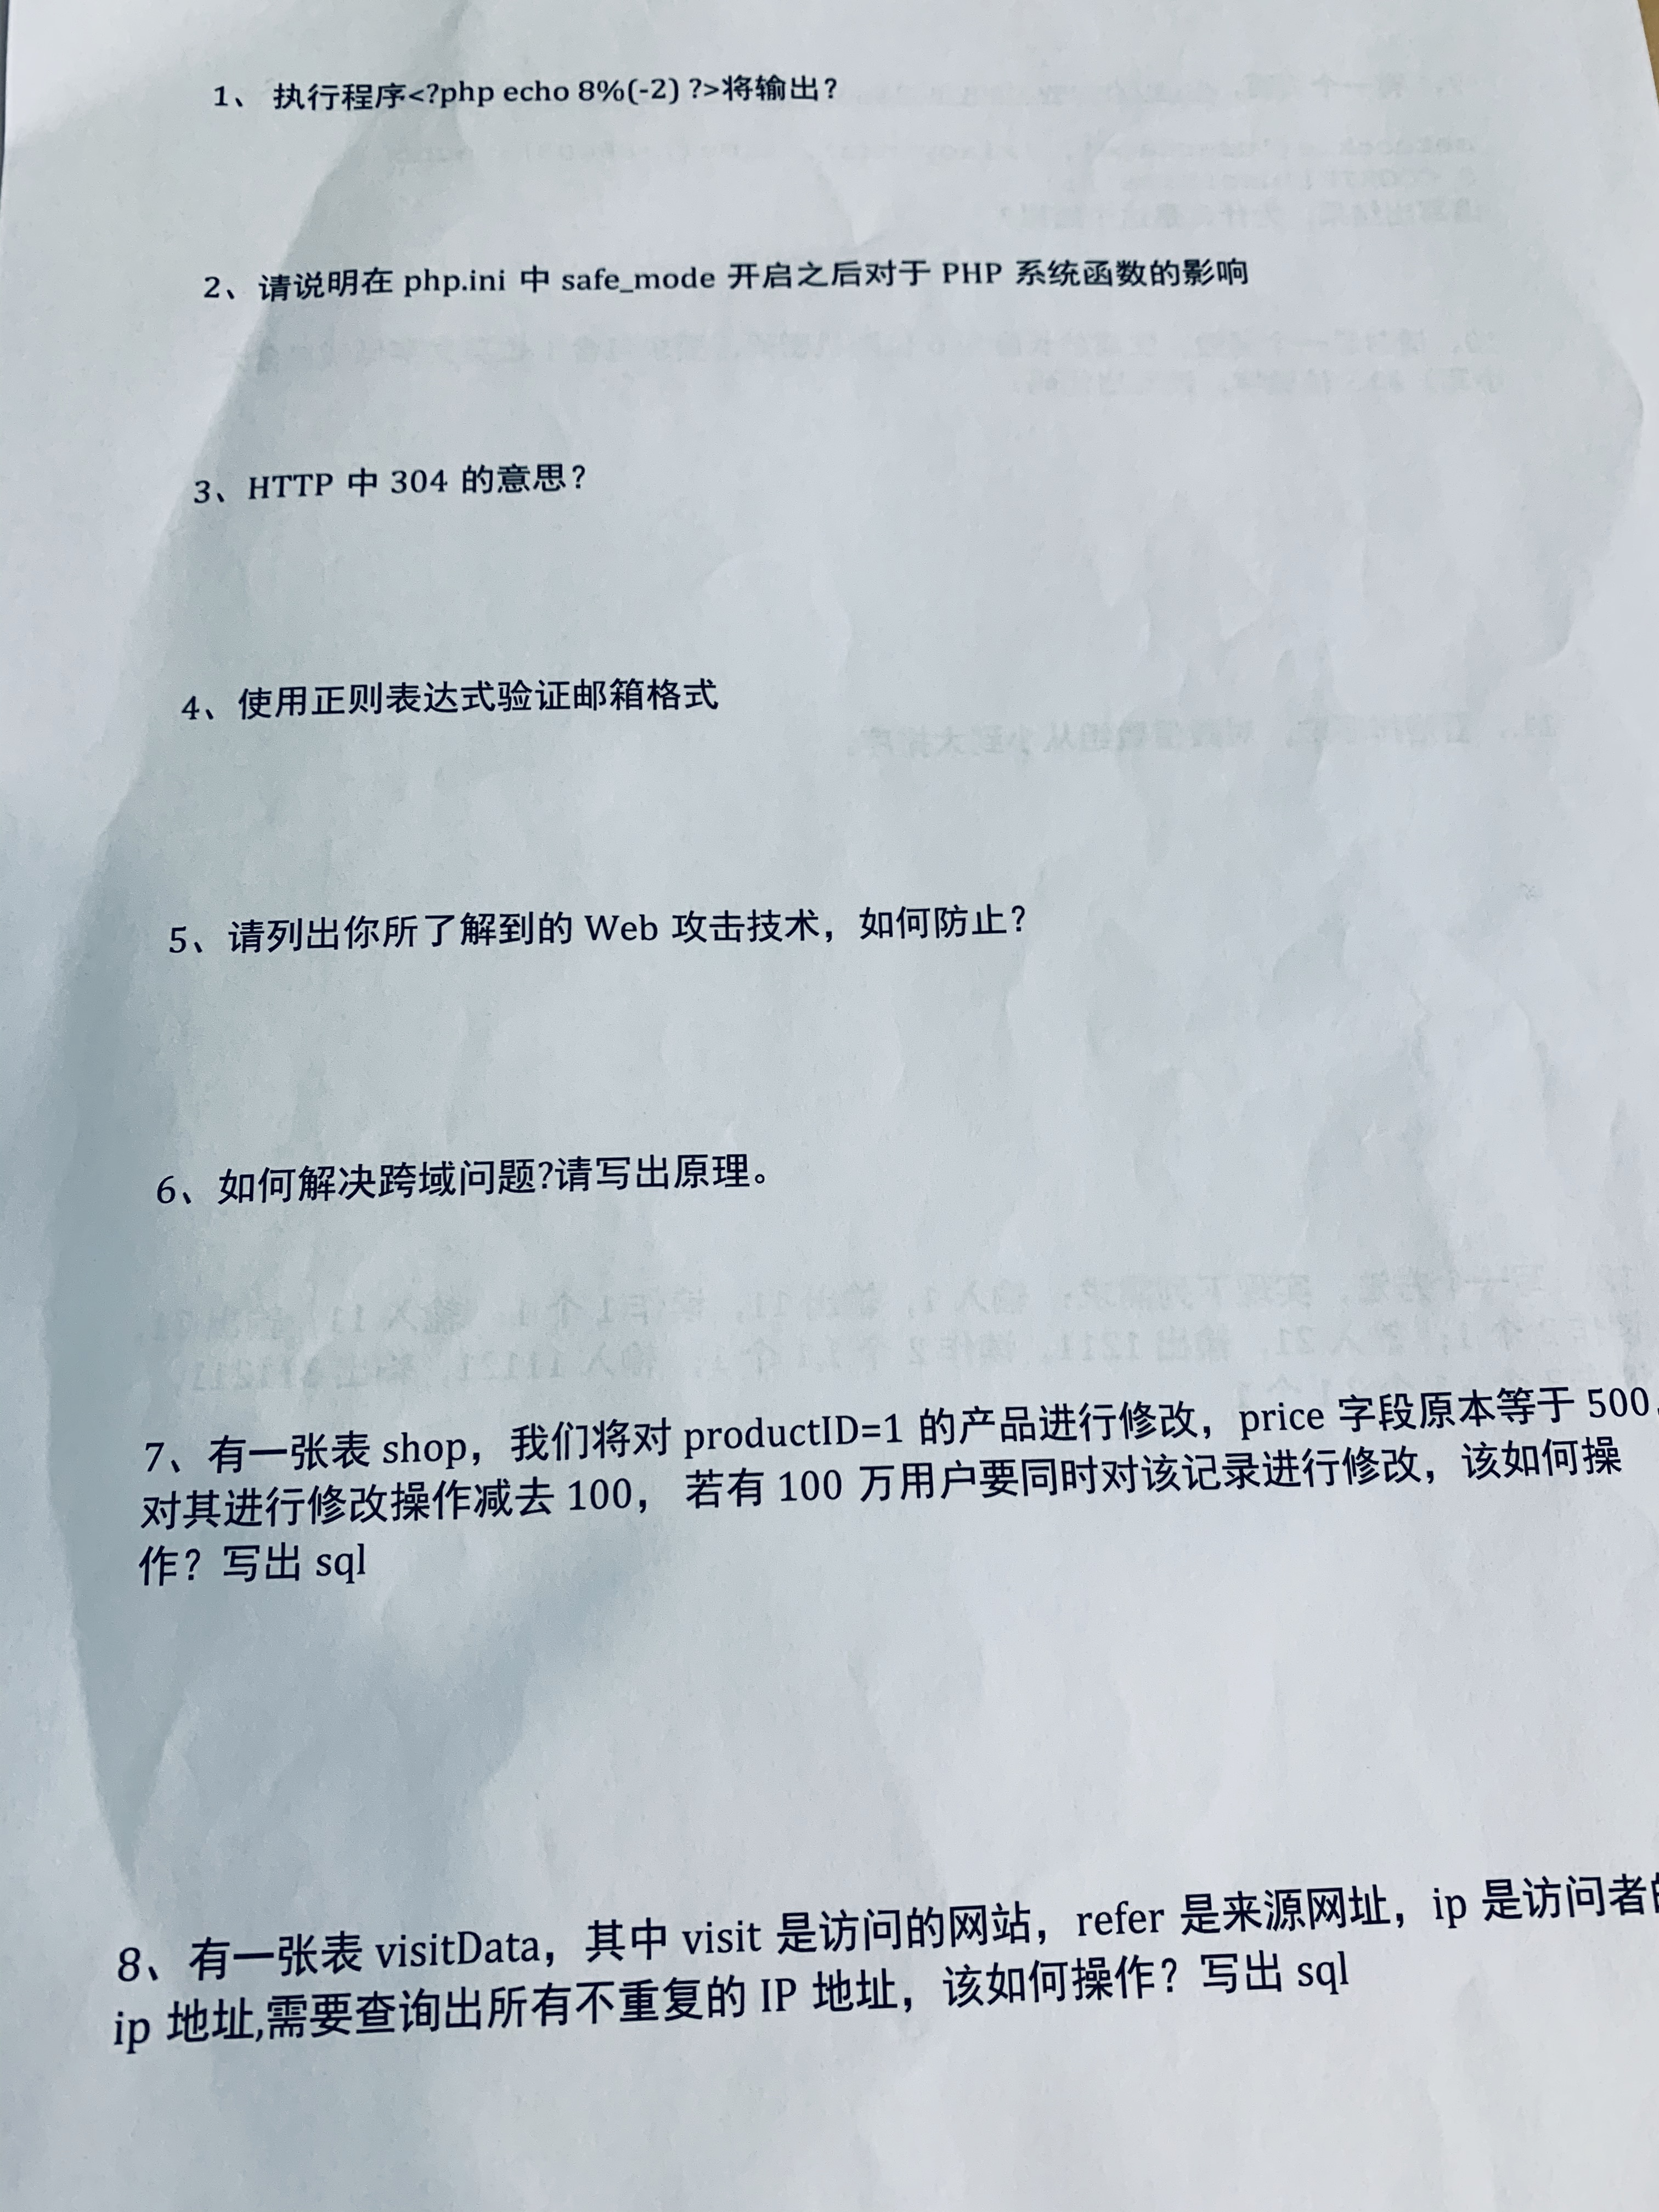 1、 执行程序<?php echo 8%(-2) ?>将输出?
2、请说明在 php.ini 中 safe_mode 开启之后对于 PHP 系统函数的影响
3、HTTP 中 304 的意思?
4、使用正则表达式验证邮箱格式
5、请列出你所了解到的 Web 攻击技术，如何防止?
6、如何解决跨域问题?请写出原理。
7、有一张表 shop，我们将对 productID=1 的产品进行修改，price 字段原本等于 500，
对其进行修改操作减去 100， 若有 100 万用户要同时对该记录进行修改，该如何操
作？写出 sql
8、有一张表 visitData，其中 visit 是访问的网站，refer 是来源网址，ip 是访问者的
ip 地址,需要查询出所有不重复的 IP 地址，该如何操作？写出 sql